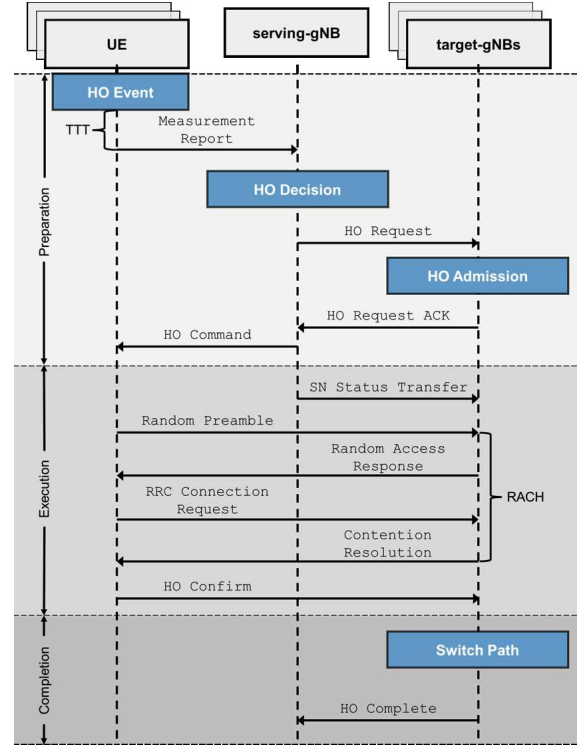 UE
serving-gNB
target-gNBs
HO Event
TTT
Measurement
Report
HO Decision
HO Request
Preparation
HO Admission
HO Request ACK
HO Command
SN Status Transfer
Random Preamble
Random Access
Response
RRC Connection
Request
RACH
Execution
Contention
Resolution
HO Confirm
Switch Path
Completion
HO Complete